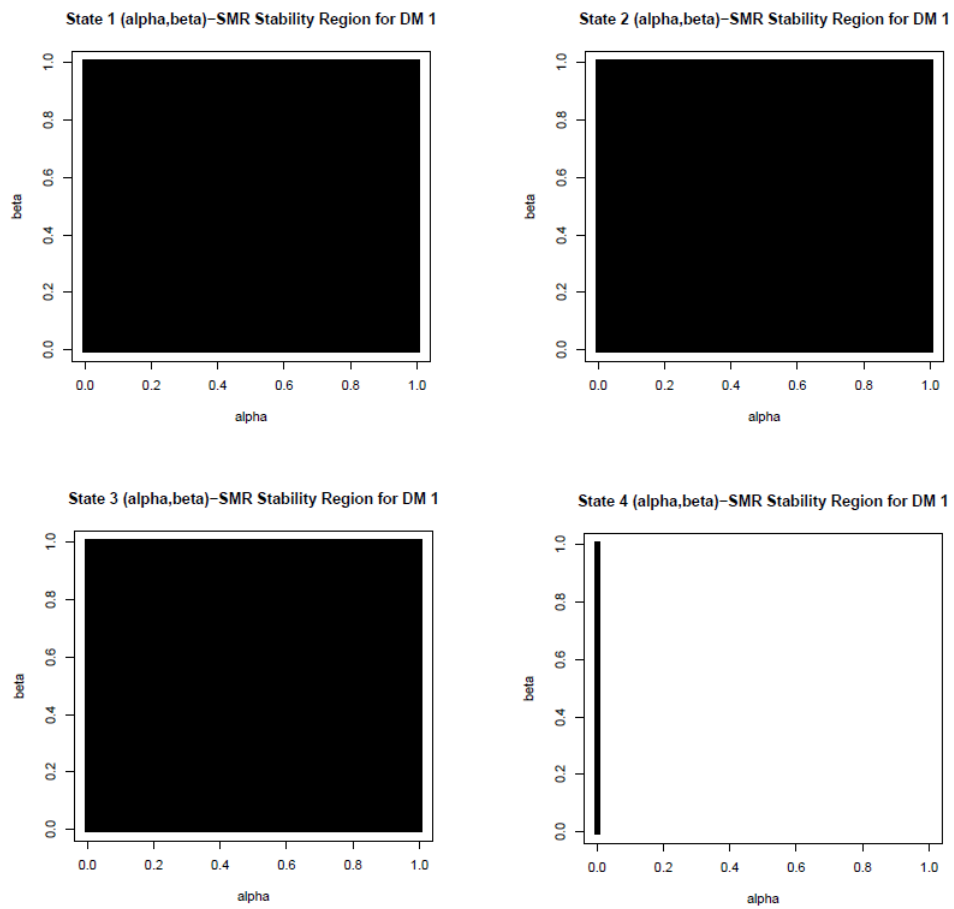 State 1 (alpha,beta)−SMR Stability Region for DM 1
beta
0.0 0.2 0.4 0.6 0.8 1.0
0.0 0.2 0.4 0.6 0.8 1.0
alpha
State 2 (alpha,beta)−SMR Stability Region for DM 1
beta
0.0 0.2 0.4 0.6 0.8 1.0
0.0 0.2 0.4 0.6 0.8 1.0
alpha
State 3 (alpha,beta)−SMR Stability Region for DM 1
beta
0.0 0.2 0.4 0.6 0.8 1.0
0.0 0.2 0.4 0.6 0.8 1.0
alpha
State 4 (alpha,beta)−SMR Stability Region for DM 1
beta
0.0 0.2 0.4 0.6 0.8 1.0
0.0 0.2 0.4 0.6 0.8 1.0
alpha